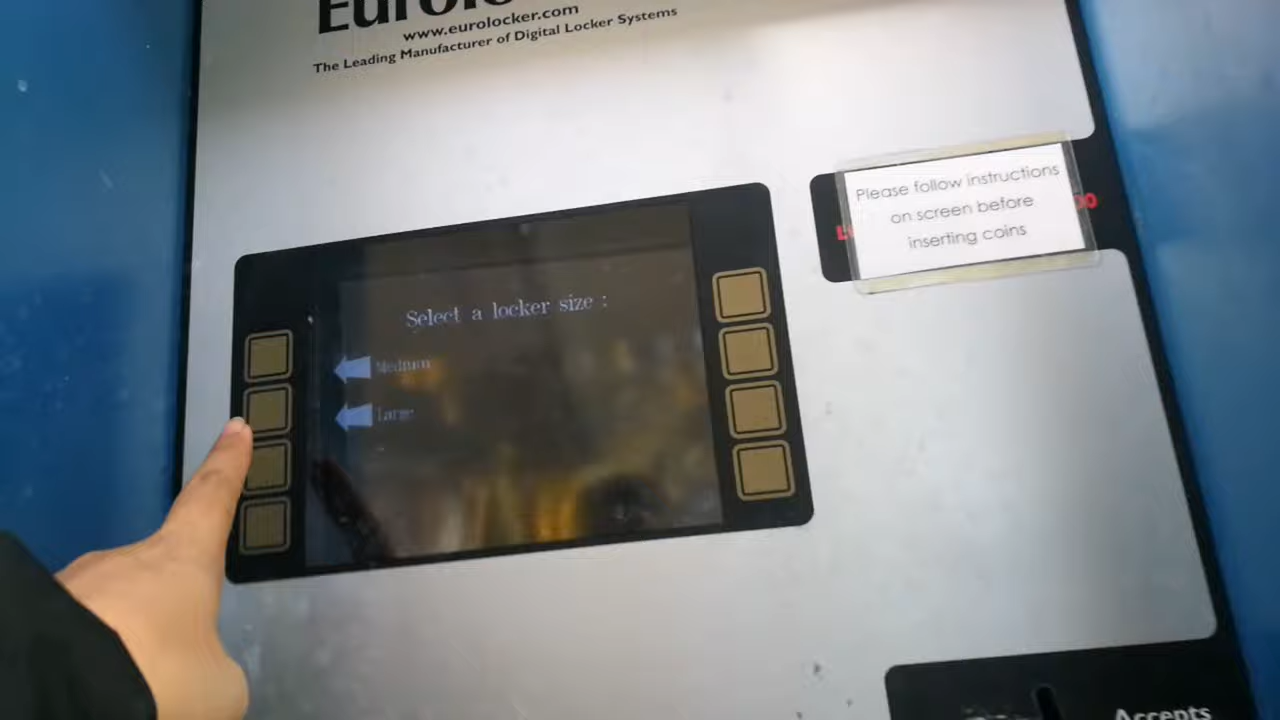 www.eurolocker.com
The Leading Manufacturer of Digital Locker Systems
Please follow instructions
on screen before
inserting coins
Select a locker size :
Medium
Large
Accepts